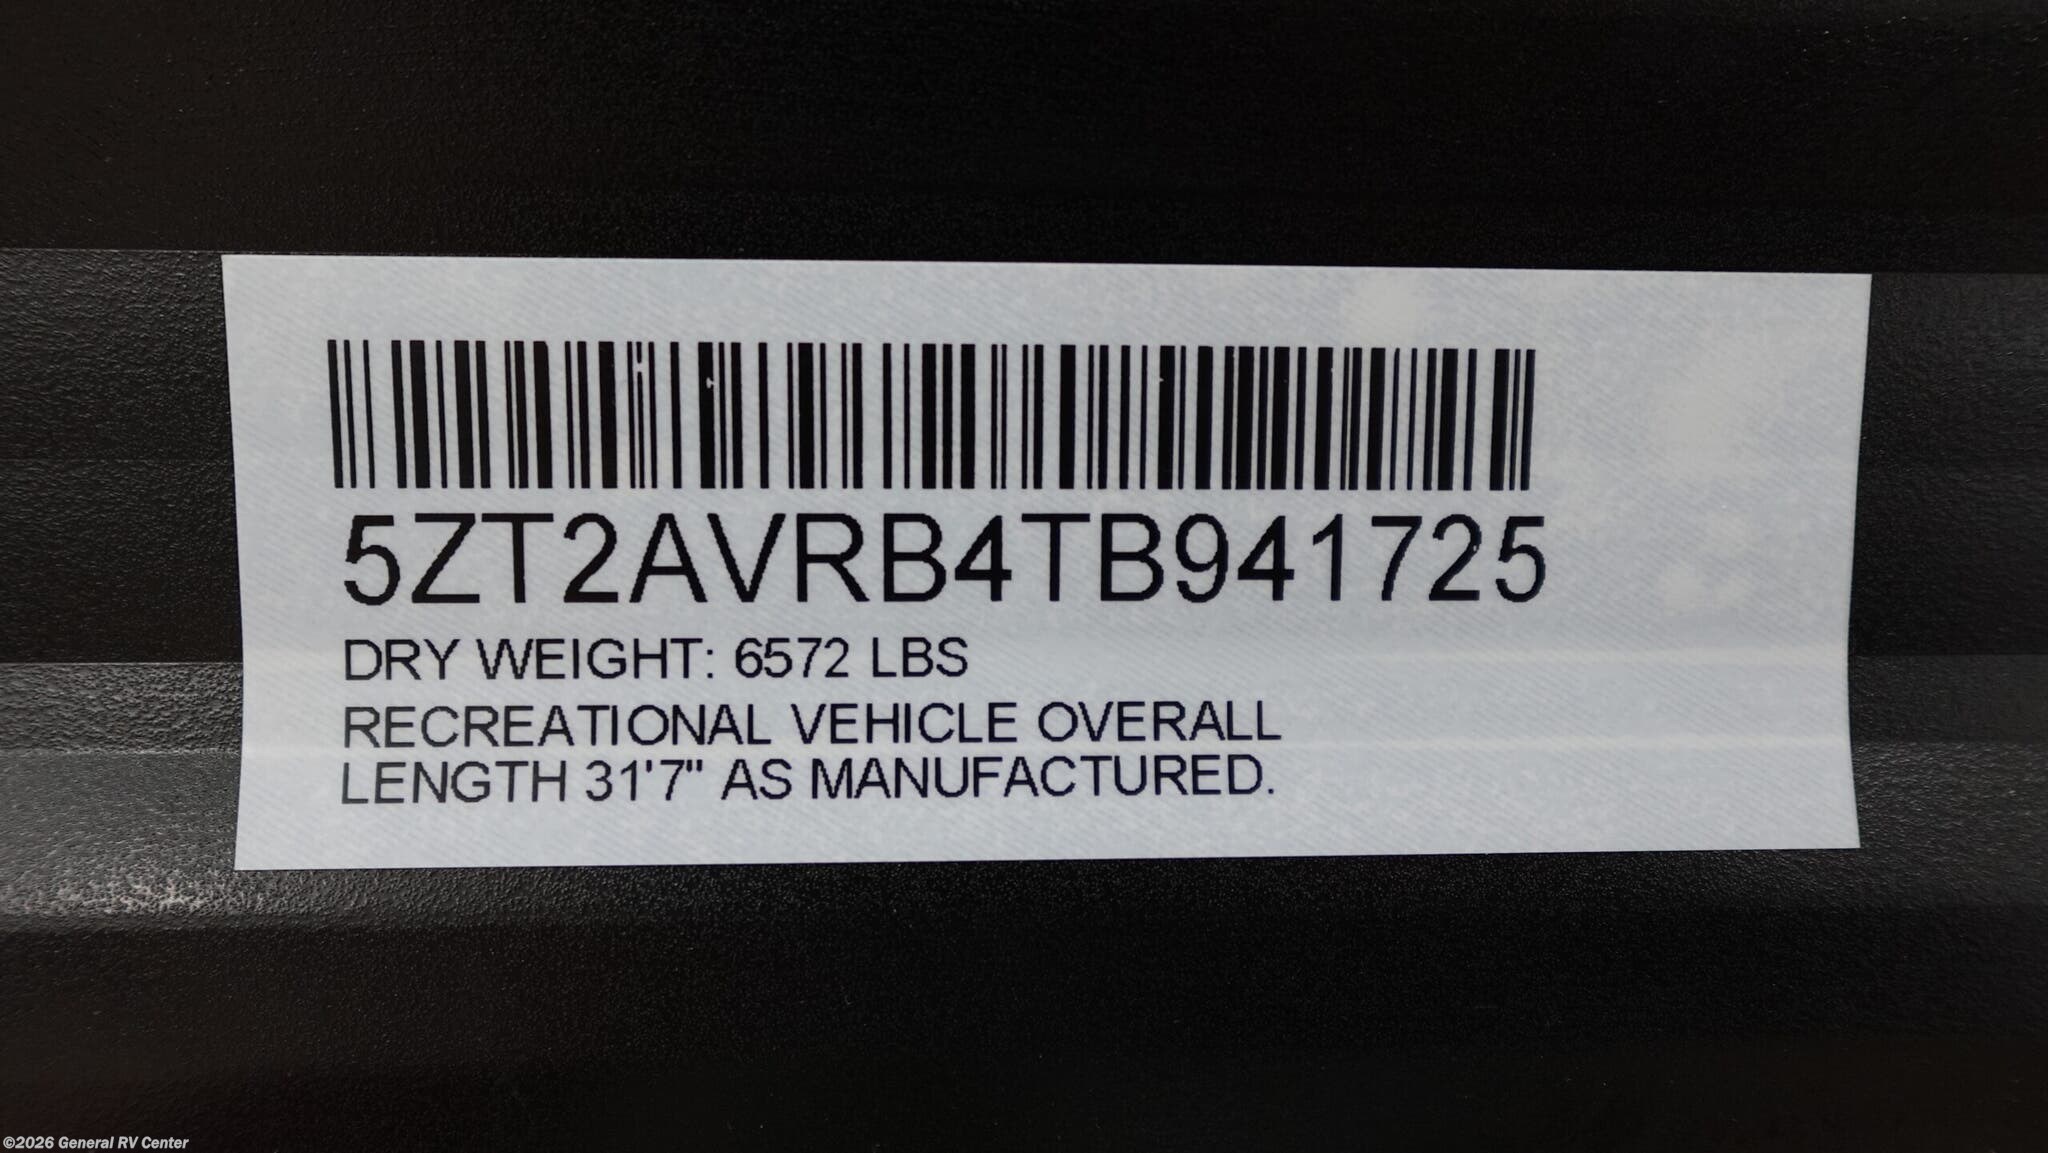 5ZT2AVRB4TB941725
DRY WEIGHT: 6572 LBS
RECREATIONAL VEHICLE OVERALL
LENGTH 31'7" AS MANUFACTURED.
©2026 General RV Center